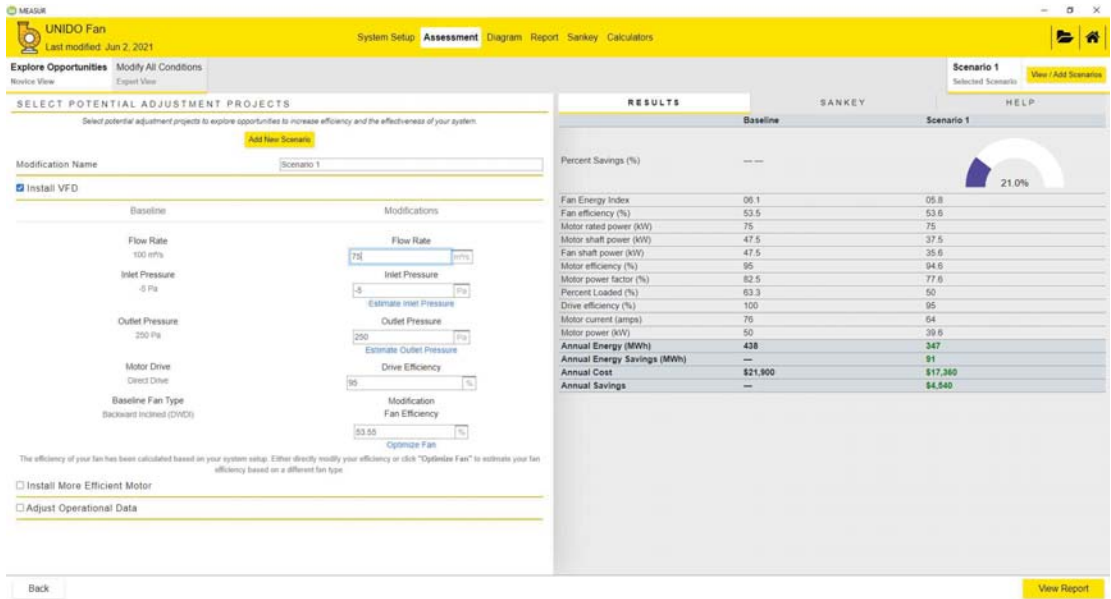 MEASUR
UNIDO Fan
Last modified: Jun 2, 2021
System Setup Assessment Diagram Report Sankey Calculators
Explore Opportunities Modify All Conditions
Novice View Expert View
Scenario 1
Selected Scenario
View / Add Scenarios
SELECT POTENTIAL ADJUSTMENT PROJECTS
Select potential adjustment projects to explore opportunities to increase efficiency and the effectiveness of your system.
Add New Scenario
Modification Name Scenario 1
Install VFD
Baseline Modifications
Flow Rate Flow Rate
100 m³/s 75 m³/s
Inlet Pressure Inlet Pressure
-5 Pa -5 Pa
Estimate Inlet Pressure
Outlet Pressure Outlet Pressure
250 Pa 250 Pa
Estimate Outlet Pressure
Motor Drive Drive Efficiency
Direct Drive 95 %
Baseline Fan Type Modification
Backward Inclined (DWDI) Fan Efficiency
53.55 %
Optimize Fan
The efficiency of your fan has been calculated based on your system setup. Either directly modify your efficiency or click "Optimize Fan" to estimate your fan
efficiency based on a different fan type
Install More Efficient Motor
Adjust Operational Data
RESULTS SANKEY HELP
Baseline Scenario 1
Percent Savings (%) — — 21.0%
Fan Energy Index 06.1 05.8
Fan efficiency (%) 53.5 53.6
Motor rated power (kW) 75 75
Motor shaft power (kW) 47.5 37.5
Fan shaft power (kW) 47.5 35.6
Motor efficiency (%) 95 94.6
Motor power factor (%) 82.5 77.6
Percent Loaded (%) 63.3 50
Drive efficiency (%) 100 95
Motor current (amps) 76 64
Motor power (kW) 50 39.6
Annual Energy (MWh) 438 347
Annual Energy Savings (MWh) — 91
Annual Cost $21,900 $17,360
Annual Savings — $4,540
Back View Report